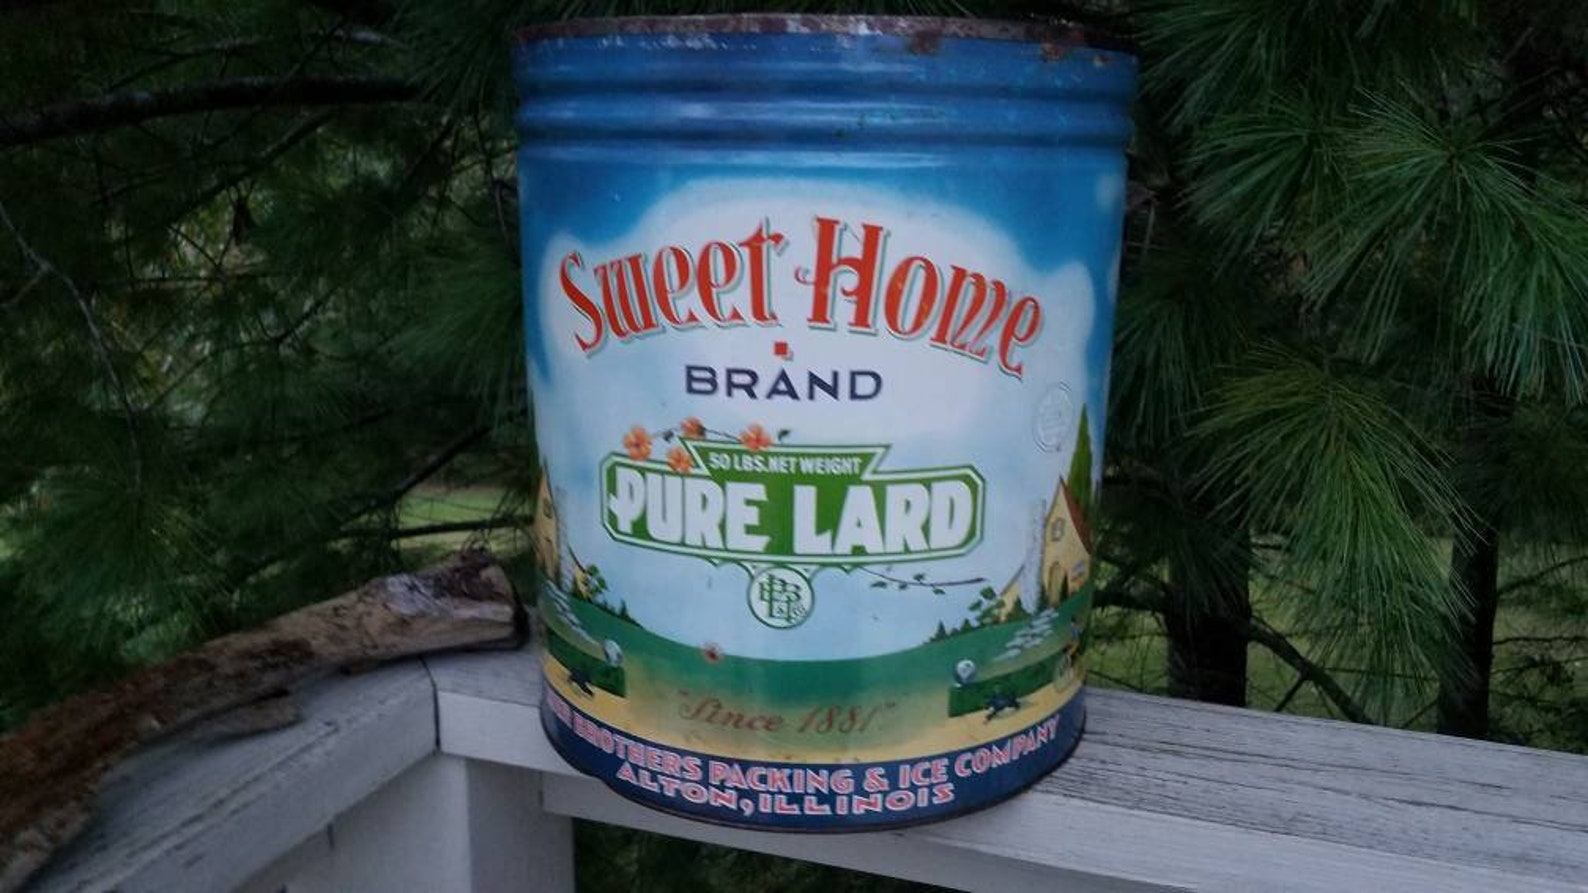 Sweet Home
BRAND
50 LBS. NET WEIGHT
PURE LARD
"Since 1881"
BROTHERS PACKING & ICE COMPANY
ALTON, ILLINOIS